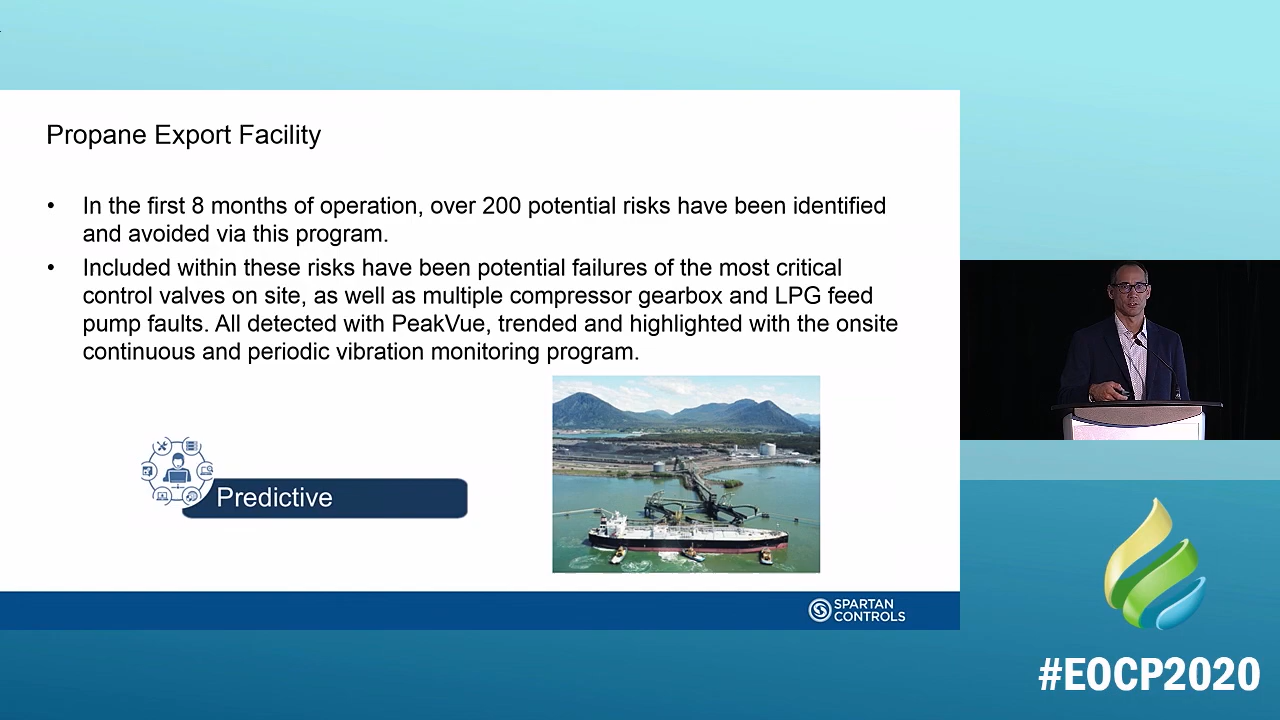 Propane Export Facility
• In the first 8 months of operation, over 200 potential risks have been identified
and avoided via this program.
• Included within these risks have been potential failures of the most critical
control valves on site, as well as multiple compressor gearbox and LPG feed
pump faults. All detected with PeakVue, trended and highlighted with the onsite
continuous and periodic vibration monitoring program.
Predictive
SPARTAN
CONTROLS
#EOCP2020